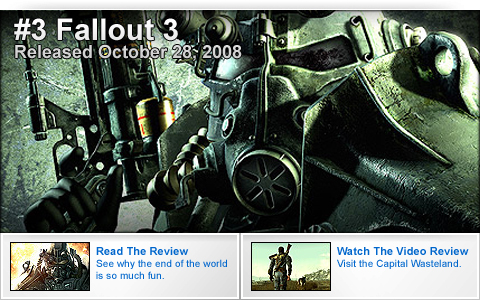 #3 Fallout 3
Released October 28, 2008
Read The Review
See why the end of the world
is so much fun.
Watch The Video Review
Visit the Capital Wasteland.